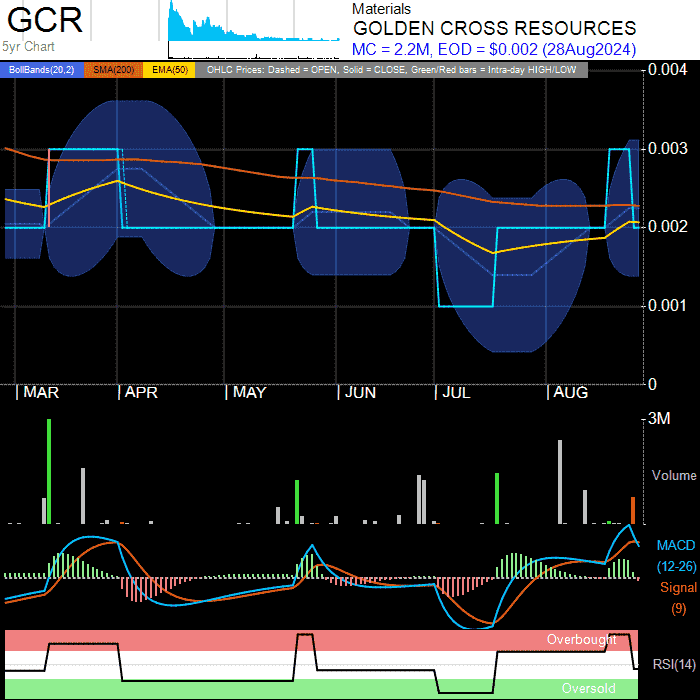 GCR
5yr Chart
Materials
GOLDEN CROSS RESOURCES
MC = 2.2M, EOD = $0.002 (28Aug2024)
BollBands(20,2) SMA(200) EMA(50) OHLC Prices: Dashed = OPEN, Solid = CLOSE, Green/Red bars = Intra-day HIGH/LOW
0.004
0.003
0.002
0.001
0
MAR APR MAY JUN JUL AUG
3M
Volume
MACD
(12-26)
Signal
(9)
Overbought
RSI(14)
Oversold